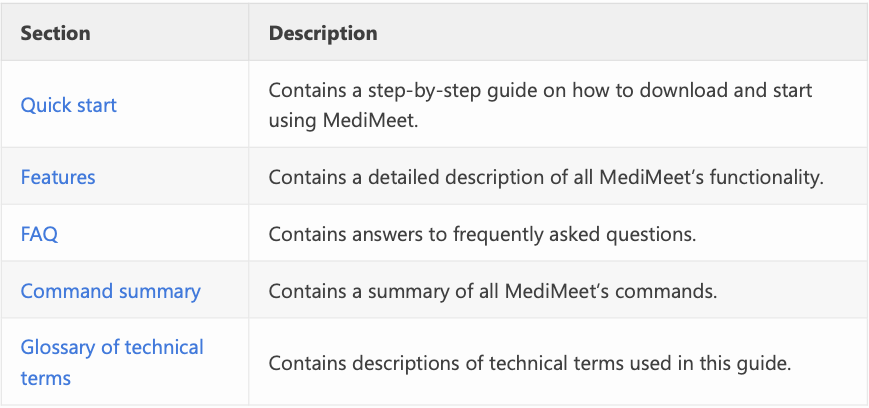 Section
Description
Quick start
Contains a step-by-step guide on how to download and start
using MediMeet.
Features
Contains a detailed description of all MediMeet's functionality.
FAQ
Contains answers to frequently asked questions.
Command summary
Contains a summary of all MediMeet's commands.
Glossary of technical
terms
Contains descriptions of technical terms used in this guide.